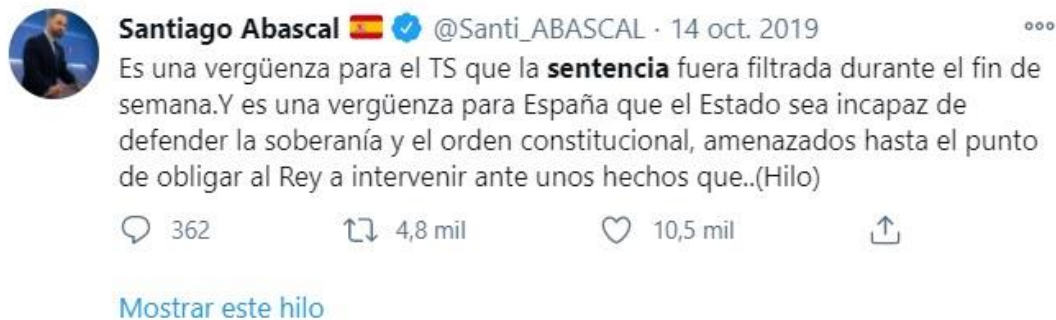 Santiago Abascal 🇪🇸 @Santi_ABASCAL · 14 oct. 2019
Es una vergüenza para el TS que la sentencia fuera filtrada durante el fin de
semana.Y es una vergüenza para España que el Estado sea incapaz de
defender la soberanía y el orden constitucional, amenazados hasta el punto
de obligar al Rey a intervenir ante unos hechos que..(Hilo)
362 4,8 mil 10,5 mil
Mostrar este hilo